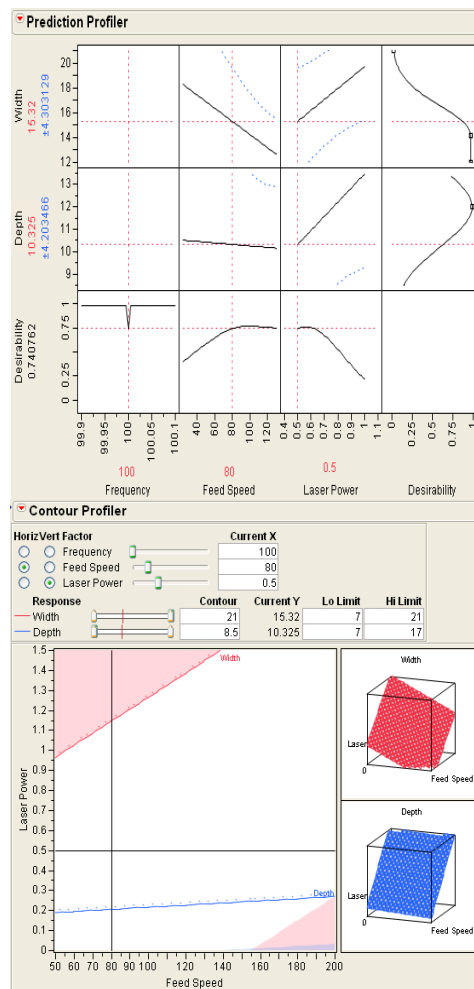 Prediction Profiler
Width
15.32
±4.303129
21
20
19
18
17
16
15
14
13
12
Depth
10.325
±4.203466
13
12
11
10
9
Desirability
0.740762
1
0.75
0.5
0.25
0
99.9
99.95
100
100.05
100.1
40
60
80
100
120
0.4
0.5
0.6
0.7
0.8
0.9
1
1.1
0
0.25
0.5
0.75
1
100
80
0.5
Frequency
Feed Speed
Laser Power
Desirability
Contour Profiler
Horiz Vert Factor Current X
Frequency 100
Feed Speed 80
Laser Power 0.5
Response Contour Current Y Lo Limit Hi Limit
Width 21 15.32 7 21
Depth 8.5 10.325 7 17
1.5
1.4
1.3
1.2
1.1
1
0.9
0.8
0.7
0.6
0.5
0.4
0.3
0.2
0.1
0
Laser Power
Width
Depth
50 60 70 80 90 100 120 140 160 180 200
Feed Speed
Width
Laser
0
Feed Speed
Depth
Laser
0
Feed Speed